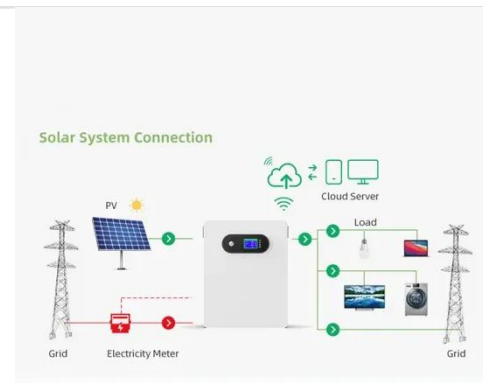 Solar System Connection
Cloud Server
PV
Load
Grid
Electricity Meter
Grid